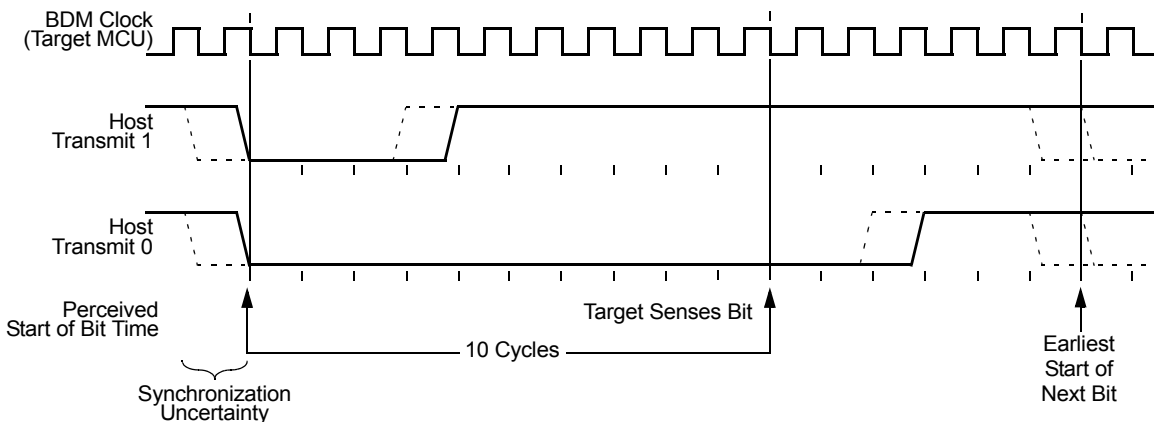 BDM Clock
(Target MCU)
Host
Transmit 1
Host
Transmit 0
Perceived
Start of Bit Time
Target Senses Bit
10 Cycles
Earliest
Start of
Next Bit
Synchronization
Uncertainty